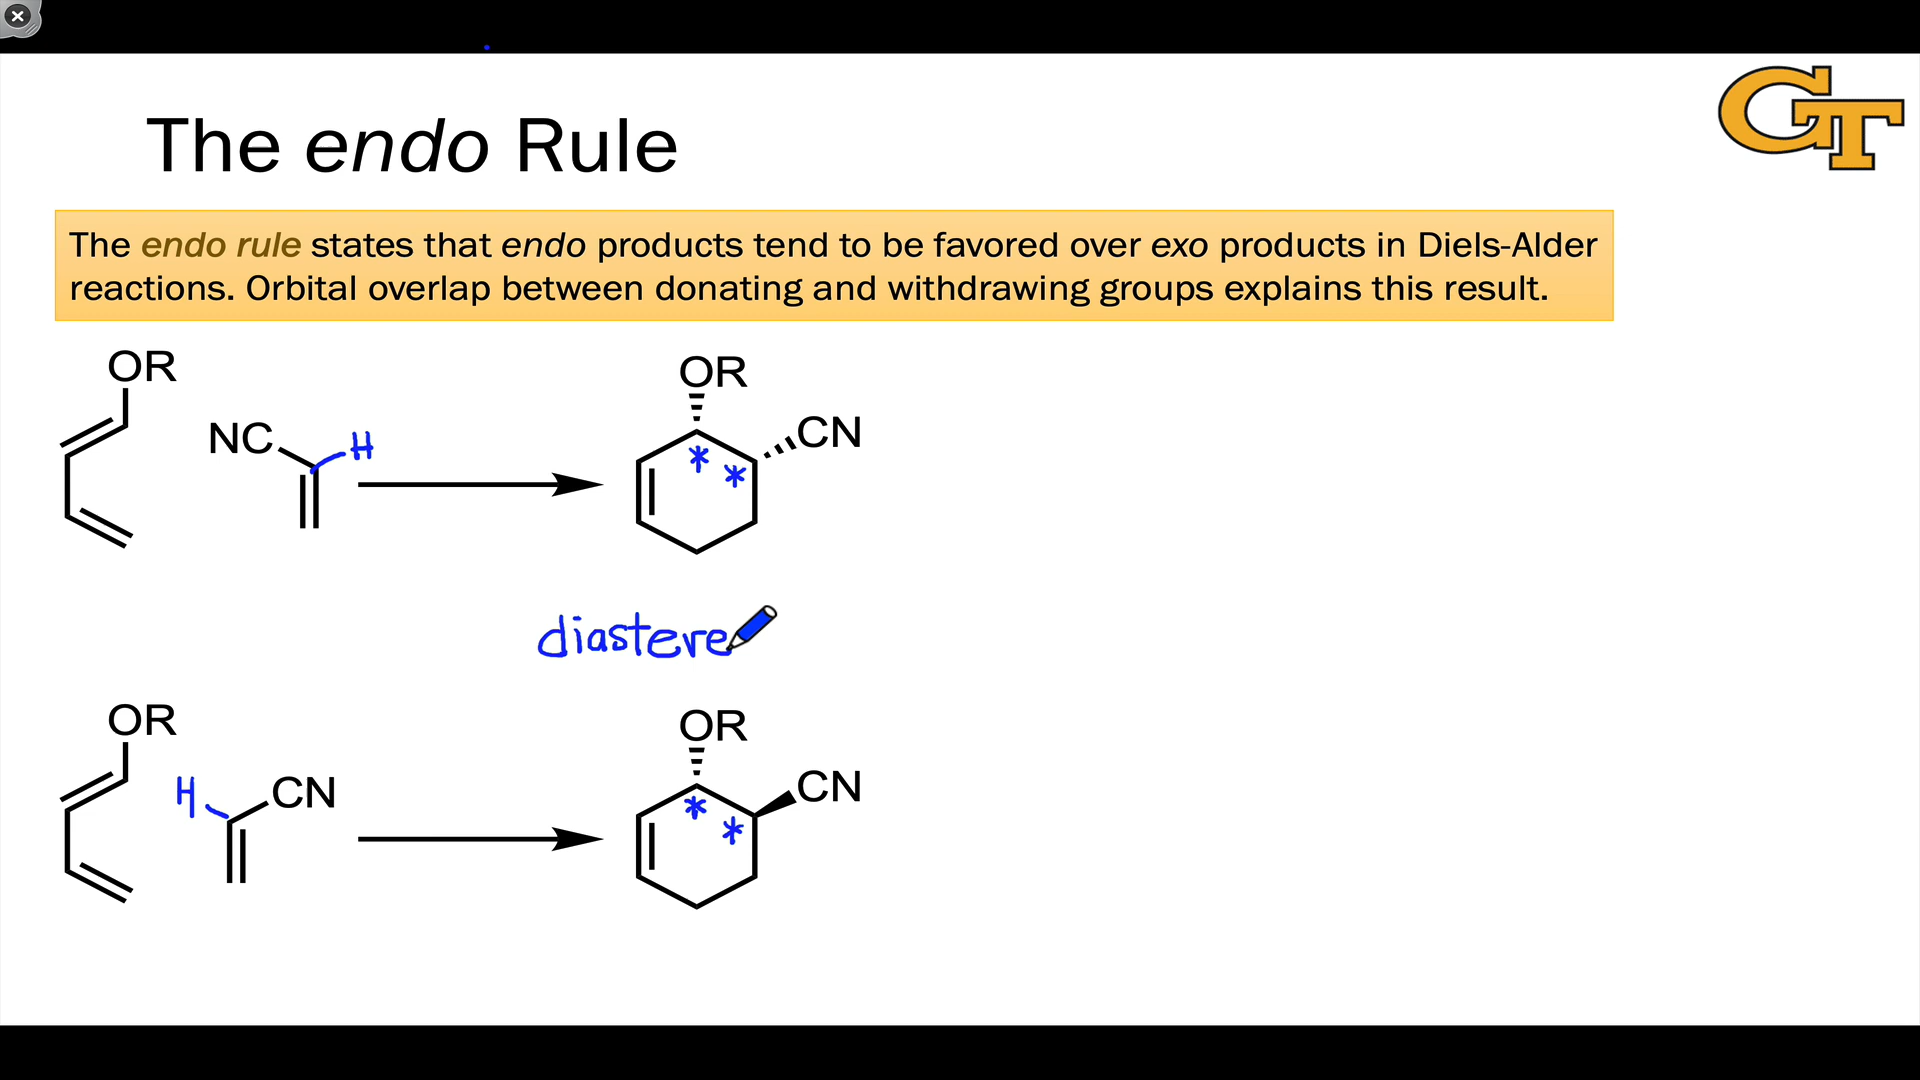 GT
The endo Rule
The endo rule states that endo products tend to be favored over exo products in Diels-Alder
reactions. Orbital overlap between donating and withdrawing groups explains this result.
OR
NC
H
OR
CN
*
*
diastere
OR
H
CN
OR
CN
*
*